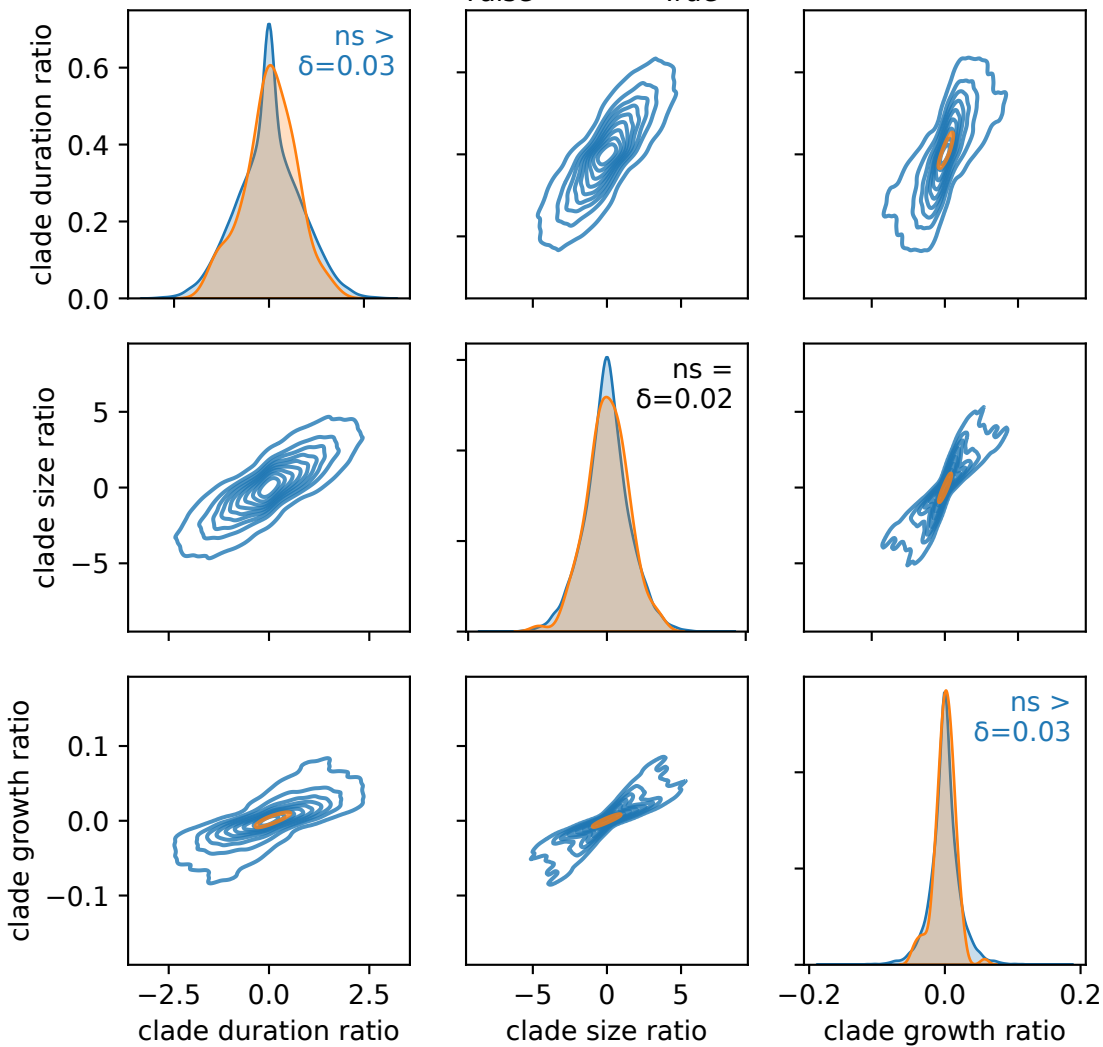 True
clade duration ratio
0.6
0.4
0.2
0.0
ns >
δ=0.03
clade size ratio
5
0
−5
ns =
δ=0.02
clade growth ratio
0.1
0.0
−0.1
ns >
δ=0.03
−2.5 0.0 2.5
clade duration ratio
−5 0 5
clade size ratio
−0.2 0.0 0.2
clade growth ratio